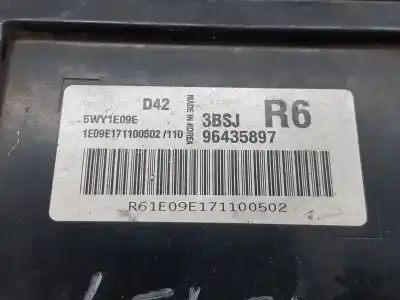 D42
MADE IN KOREA
3BSJ
R6
5WY1E09E
1E09E171100502 /110
96435897
R61E09E171100502